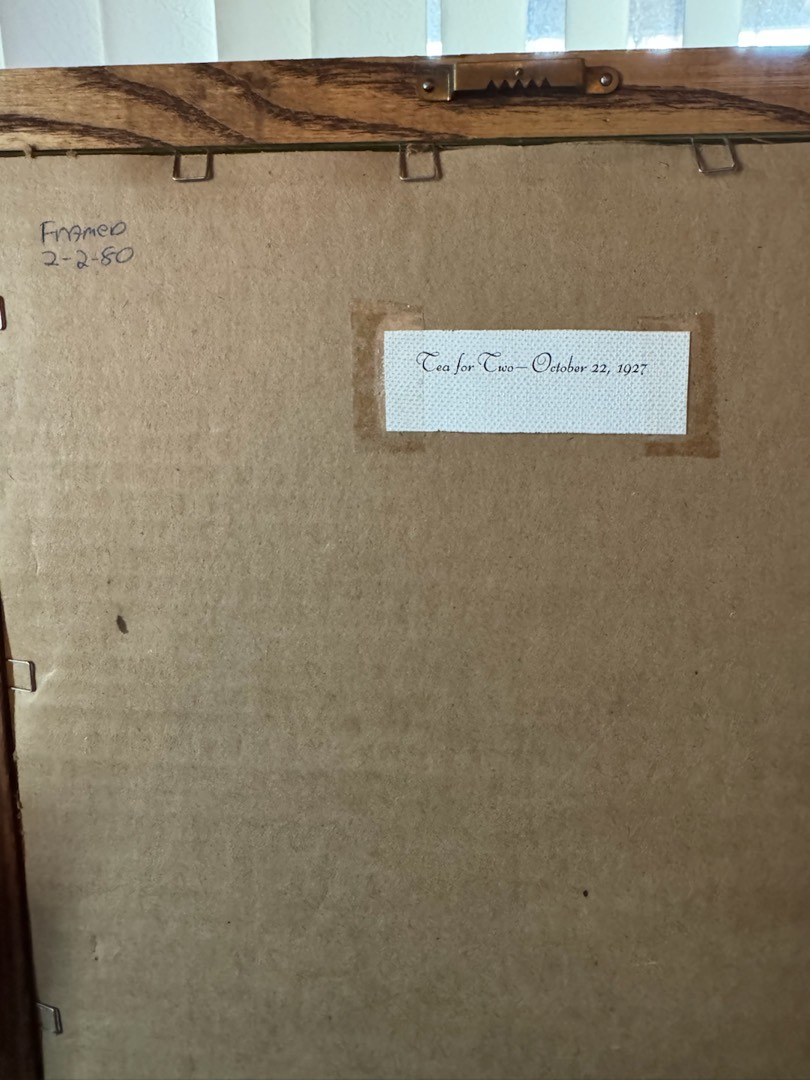 FRAMED
2-2-80
Tea for Two—October 22, 1927